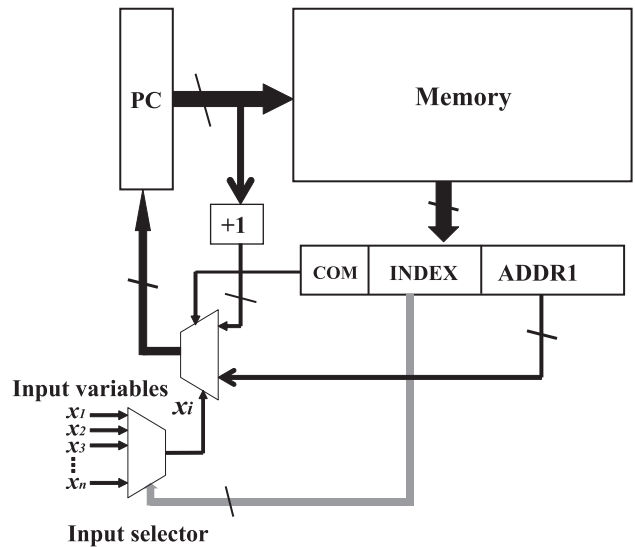 PC
Memory
+1
COM
INDEX
ADDR1
Input variables
xi
x1
x2
x3
xn
Input selector